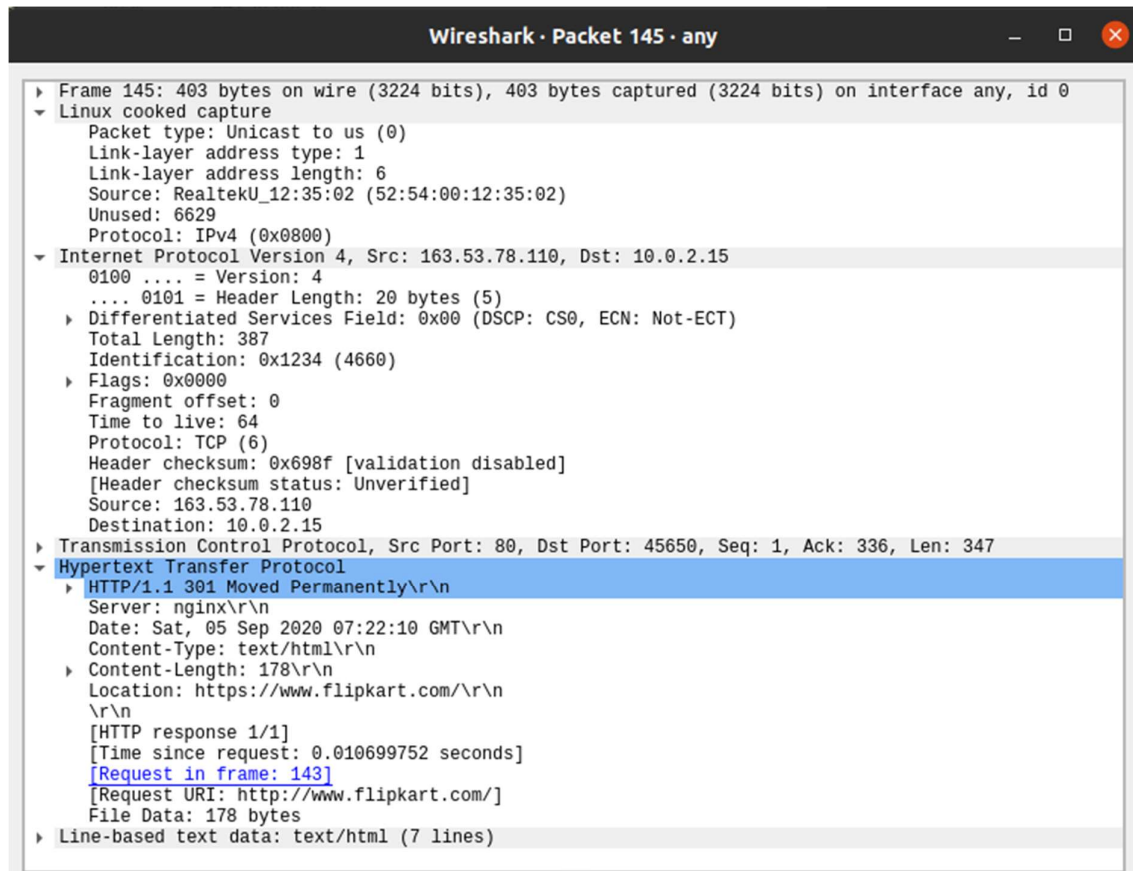 Wireshark · Packet 145 · any
Frame 145: 403 bytes on wire (3224 bits), 403 bytes captured (3224 bits) on interface any, id 0
Linux cooked capture
Packet type: Unicast to us (0)
Link-layer address type: 1
Link-layer address length: 6
Source: RealtekU_12:35:02 (52:54:00:12:35:02)
Unused: 6629
Protocol: IPv4 (0x0800)
Internet Protocol Version 4, Src: 163.53.78.110, Dst: 10.0.2.15
0100 .... = Version: 4
.... 0101 = Header Length: 20 bytes (5)
Differentiated Services Field: 0x00 (DSCP: CS0, ECN: Not-ECT)
Total Length: 387
Identification: 0x1234 (4660)
Flags: 0x0000
Fragment offset: 0
Time to live: 64
Protocol: TCP (6)
Header checksum: 0x698f [validation disabled]
[Header checksum status: Unverified]
Source: 163.53.78.110
Destination: 10.0.2.15
Transmission Control Protocol, Src Port: 80, Dst Port: 45650, Seq: 1, Ack: 336, Len: 347
Hypertext Transfer Protocol
HTTP/1.1 301 Moved Permanently\r\n
Server: nginx\r\n
Date: Sat, 05 Sep 2020 07:22:10 GMT\r\n
Content-Type: text/html\r\n
Content-Length: 178\r\n
Location: https://www.flipkart.com/\r\n
\r\n
[HTTP response 1/1]
[Time since request: 0.010699752 seconds]
[Request in frame: 143]
[Request URI: http://www.flipkart.com/]
File Data: 178 bytes
Line-based text data: text/html (7 lines)